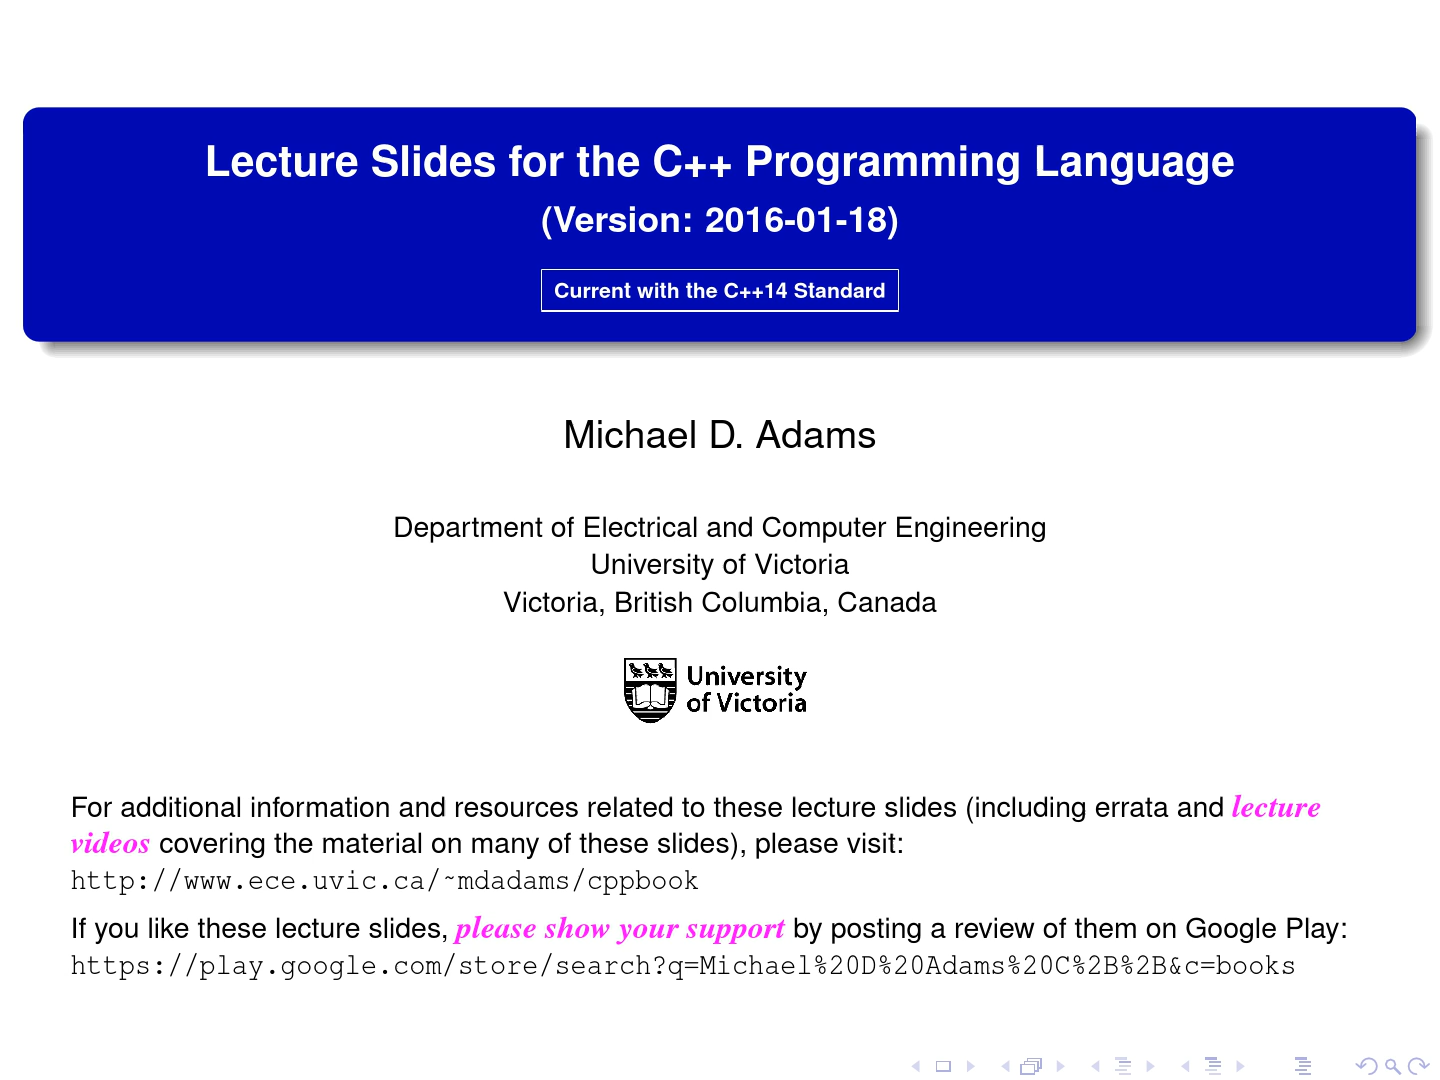 Lecture Slides for the C++ Programming Language
(Version: 2016-01-18)
Current with the C++14 Standard
Michael D. Adams
Department of Electrical and Computer Engineering
University of Victoria
Victoria, British Columbia, Canada
University
of Victoria
For additional information and resources related to these lecture slides (including errata and lecture
videos covering the material on many of these slides), please visit:
http://www.ece.uvic.ca/~mdadams/cppbook
If you like these lecture slides, please show your support by posting a review of them on Google Play:
https://play.google.com/store/search?q=Michael%20D%20Adams%20C%2B%2B&c=books